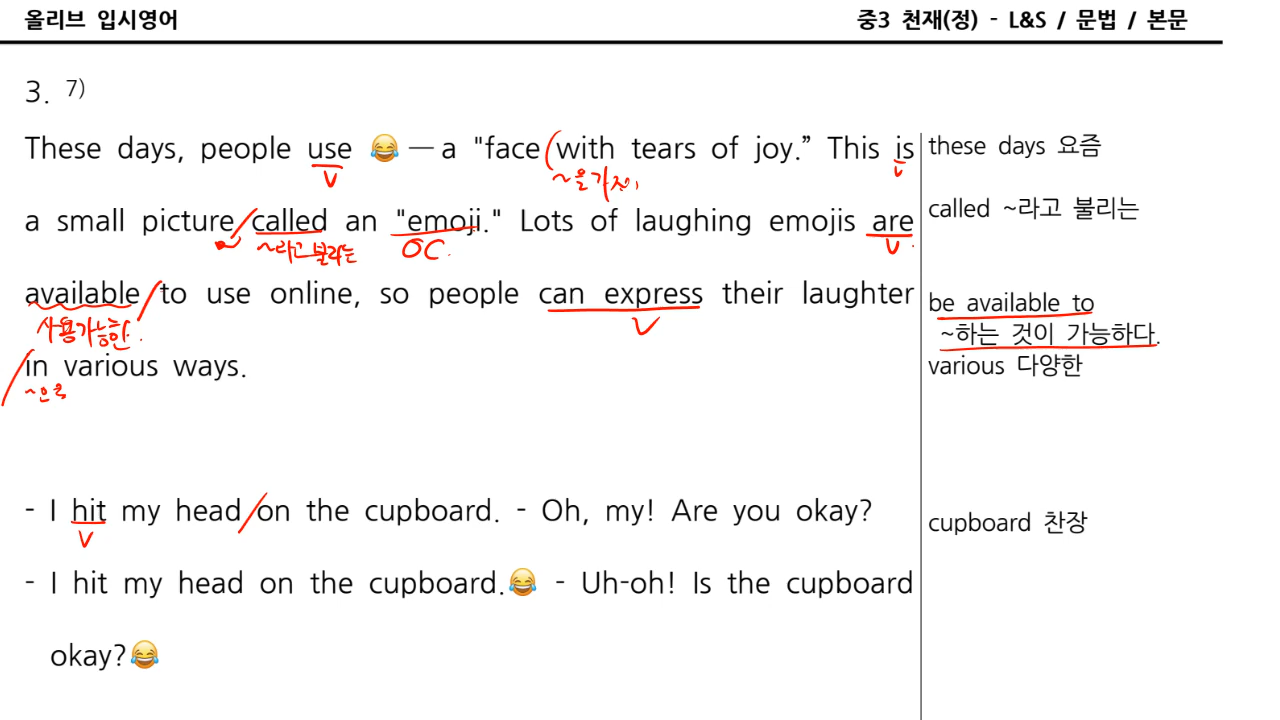 올리브 입시영어 중3 천재(정) - L&S / 문법 / 본문
3. 7)
These days, people use 😂 — a "face with tears of joy.” This is
these days 요즘
V ~을 가진 v
a small picture called an "emoji." Lots of laughing emojis are
called ~라고 불리는
~라고 불리는 OC. V.
available to use online, so people can express their laughter
be available to
사용가능한. V
~하는 것이 가능하다.
in various ways.
various 다양한
~으로
- I hit my head on the cupboard. - Oh, my! Are you okay?
cupboard 찬장
V
- I hit my head on the cupboard.😂 - Uh-oh! Is the cupboard
okay?😂